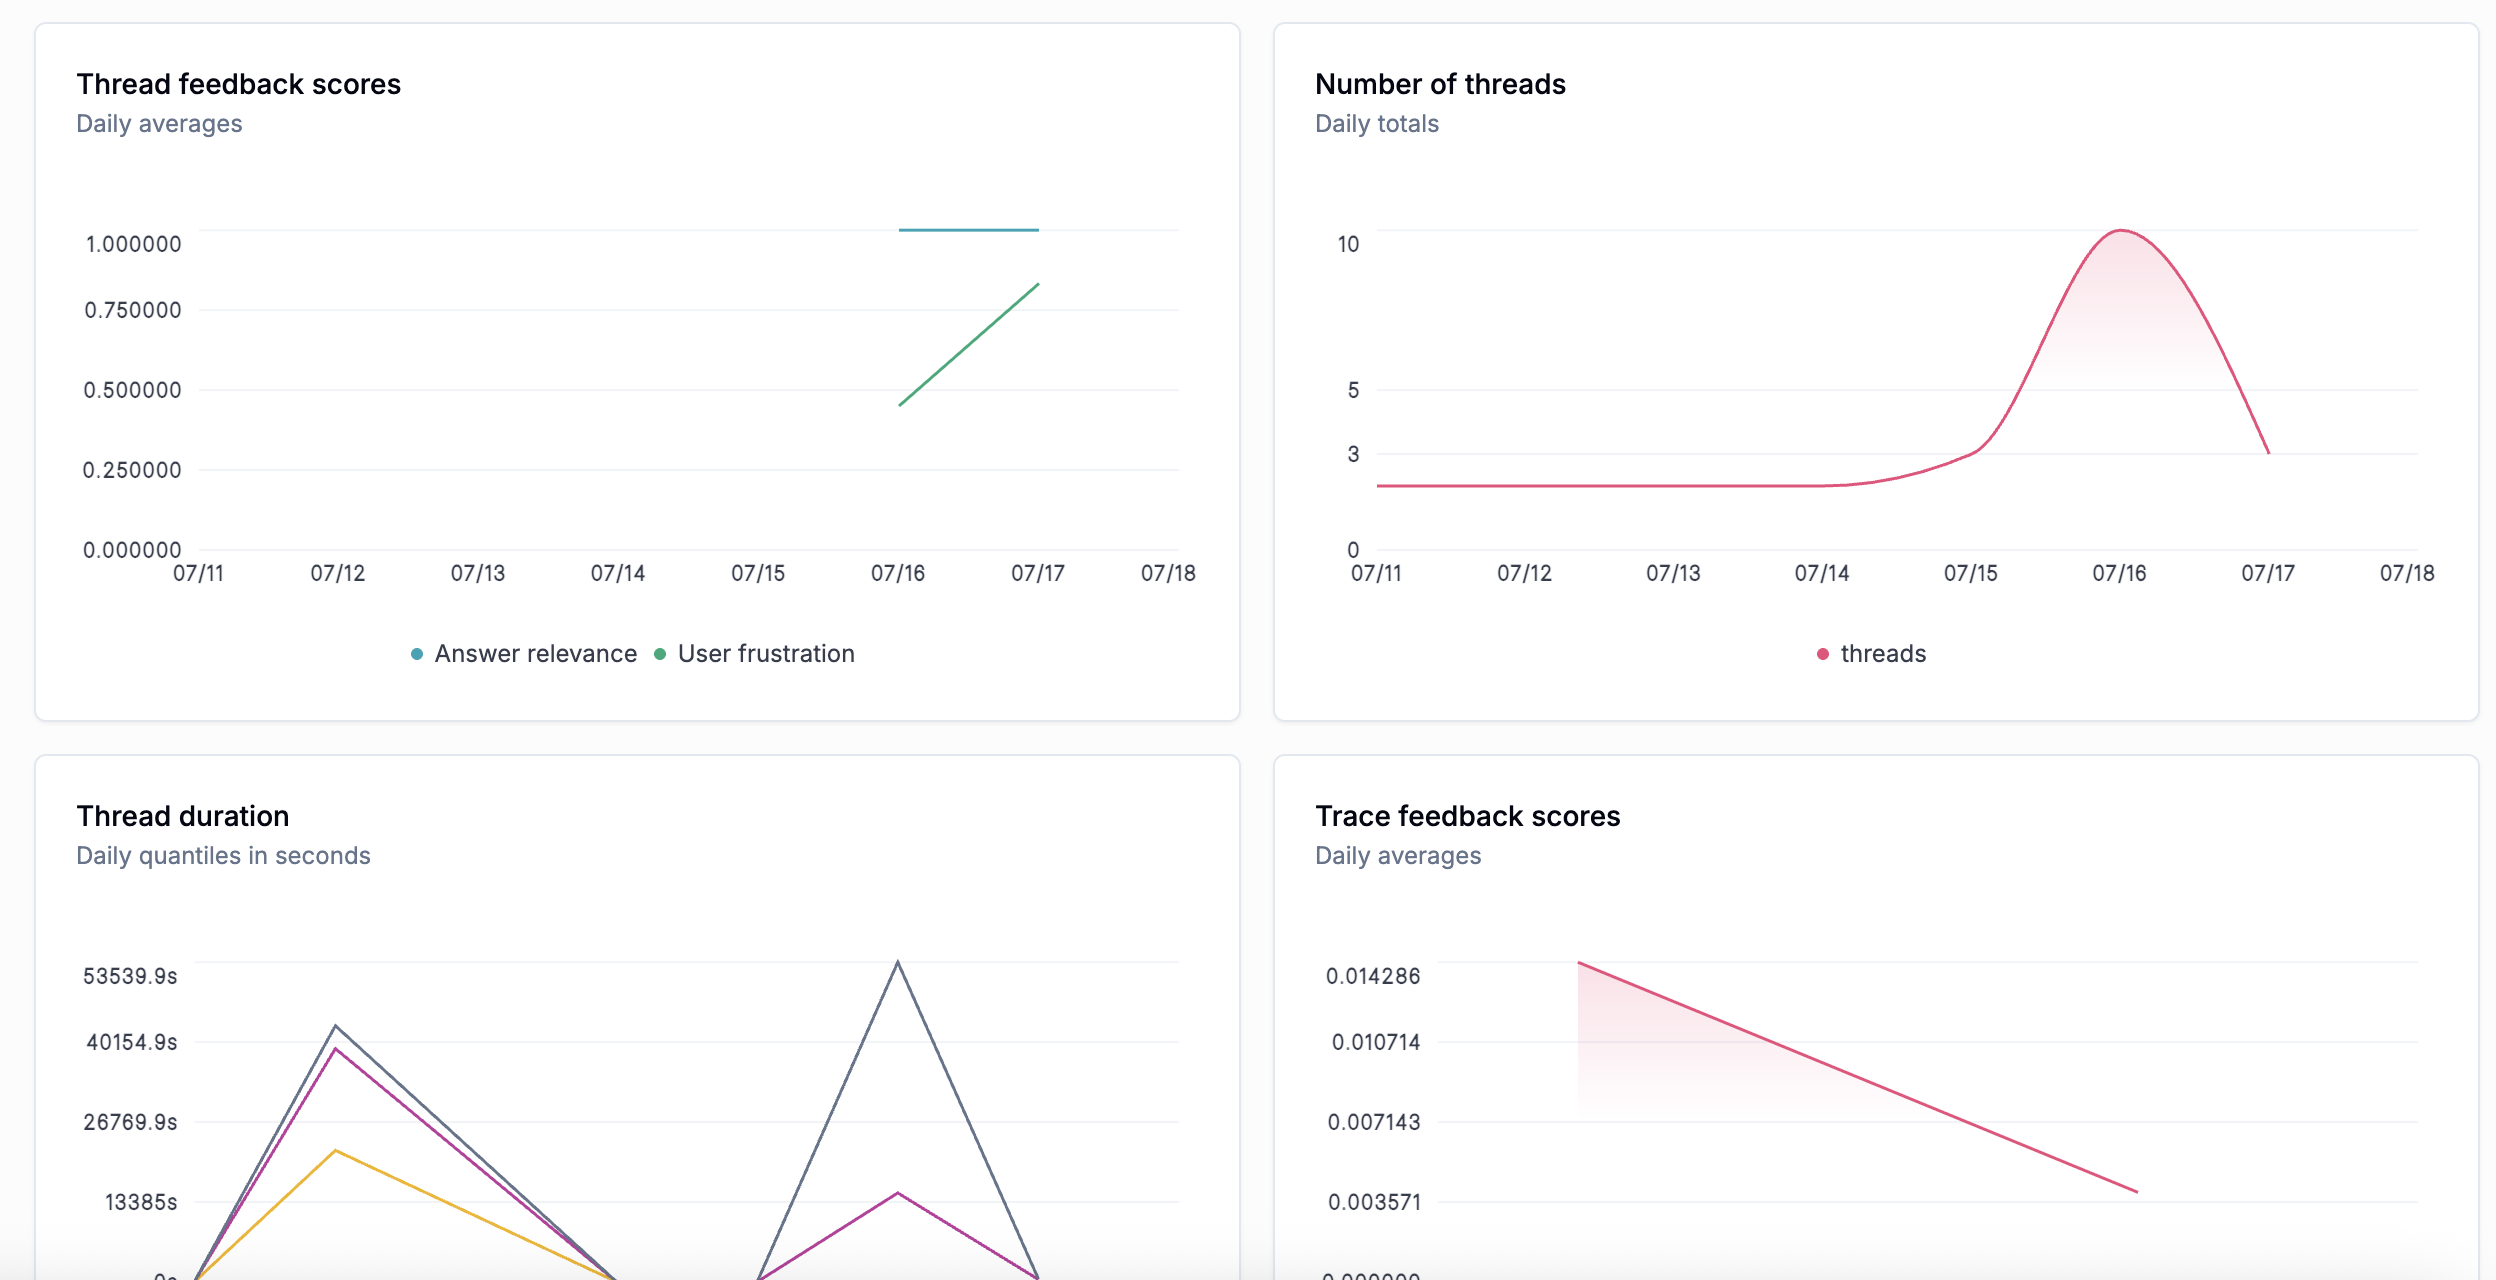 Thread feedback scores
Daily averages
1.000000
0.750000
0.500000
0.250000
0.000000
07/11 07/12 07/13 07/14 07/15 07/16 07/17 07/18
Answer relevance User frustration
Number of threads
Daily totals
10
5
3
0
07/11 07/12 07/13 07/14 07/15 07/16 07/17 07/18
threads
Thread duration
Daily quantiles in seconds
53539.9s
40154.9s
26769.9s
13385s
0s
Trace feedback scores
Daily averages
0.014286
0.010714
0.007143
0.003571
0.000000